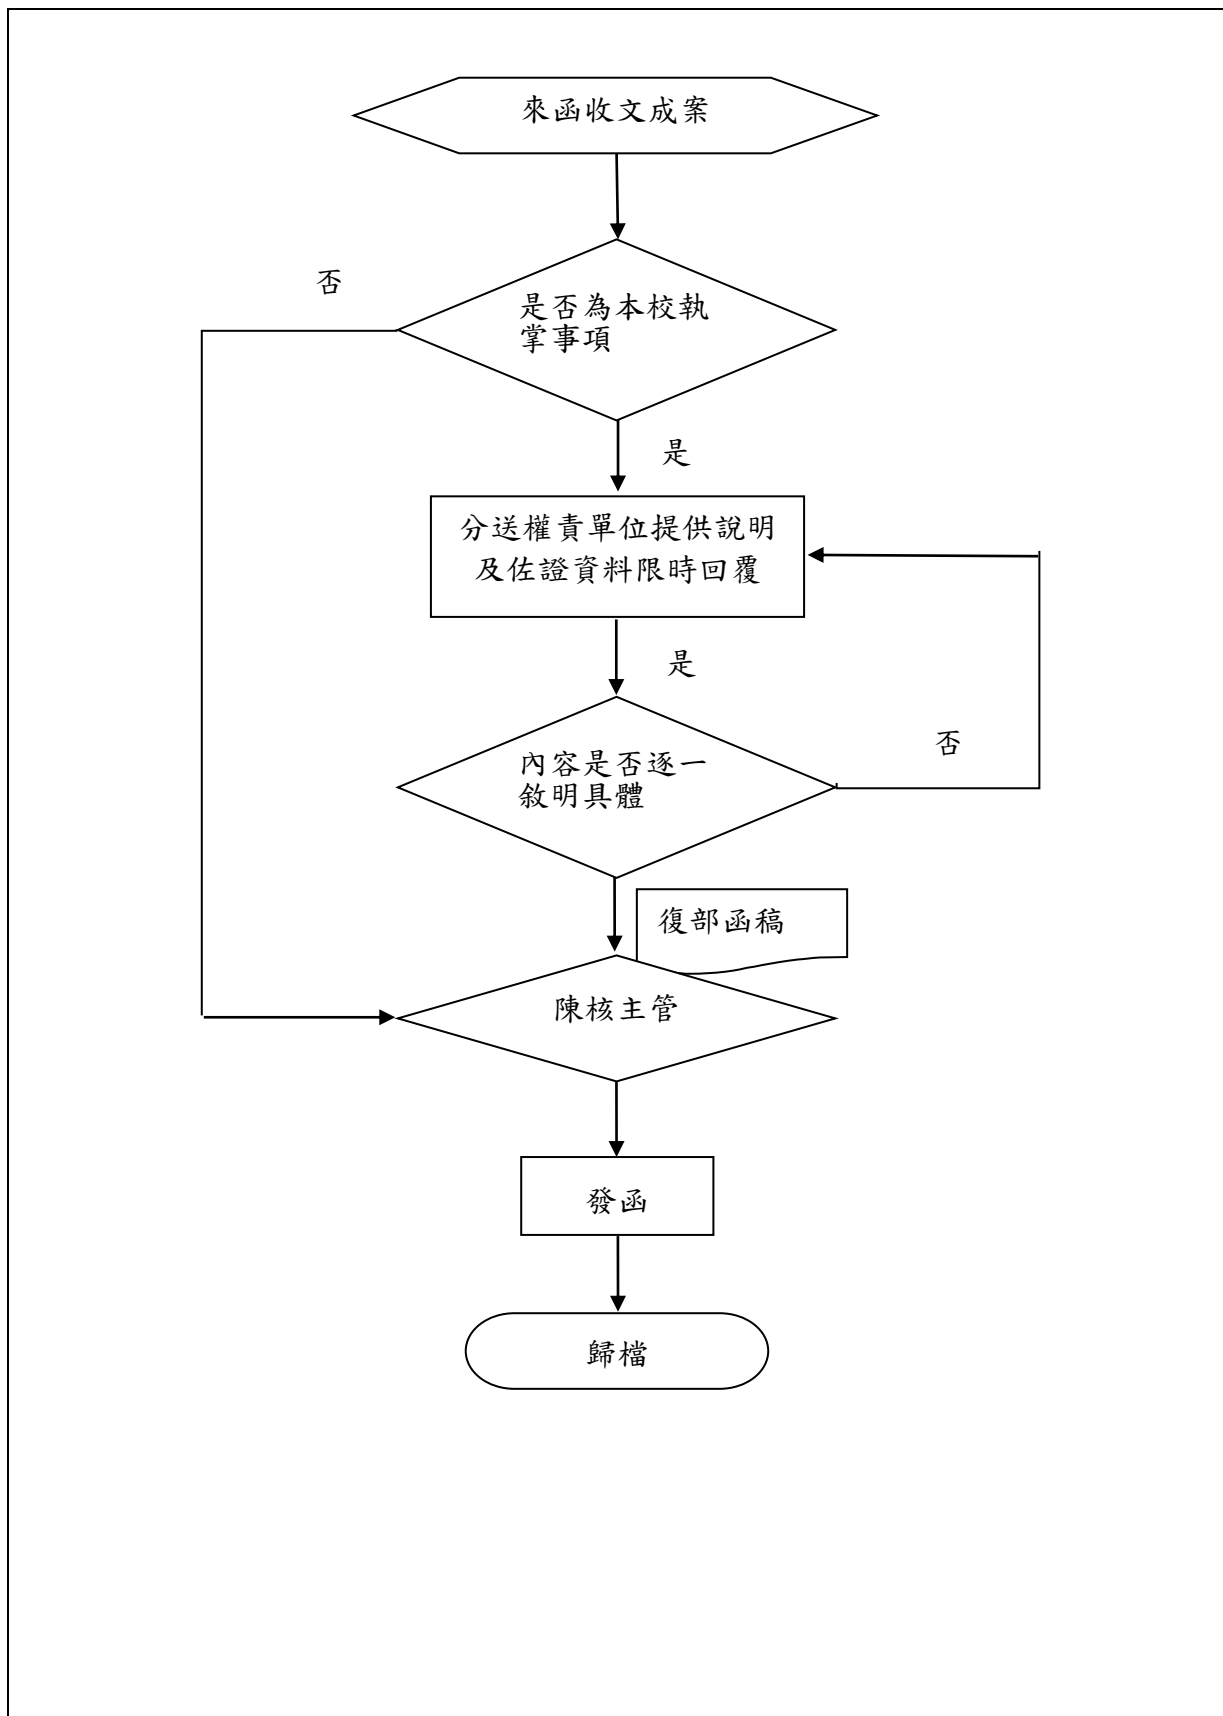 來函收文成案
否
是否為本校執
掌事項
是
分送權責單位提供說明
及佐證資料限時回覆
是
內容是否逐一
敘明具體
否
復部函稿
陳核主管
發函
歸檔